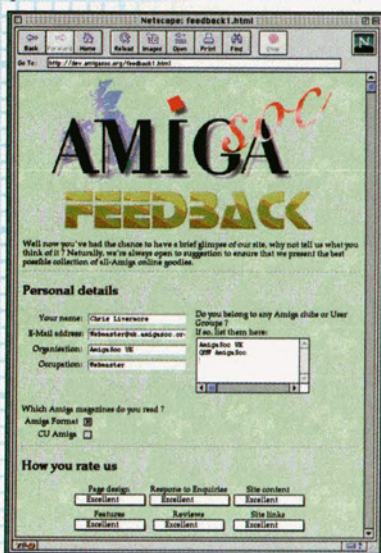 Netscape: feedback1.html
Back Forward Home Reload Images Open Print Find Stop
N
Go To: http://dev.amigasoc.org/feedback1.html
AMIGA soc
FEEDBACK
Well now you've had the chance to have a brief glimpse of our site, why not tell us what you
think of it ? Naturally, we're always open to suggestion to ensure that we present the best
possible collection of all-Amiga online goodies.
Personal details
Your name: Chris Livermore
E-Mail address: Webmaster@uk.amigasoc.or
Organisation: AmigaSoc UK
Occupation: Webmaster
Do you belong to any Amiga clubs or User
Groups ?
If so, list them here:
AmigaSoc UK
AmigaSoc
Which Amiga magazines do you read ?
Amiga Format
CU Amiga
How you rate us
Page design Response to Enquiries Site content
Excellent Excellent Excellent
Features Reviews Site links
Excellent Excellent Excellent